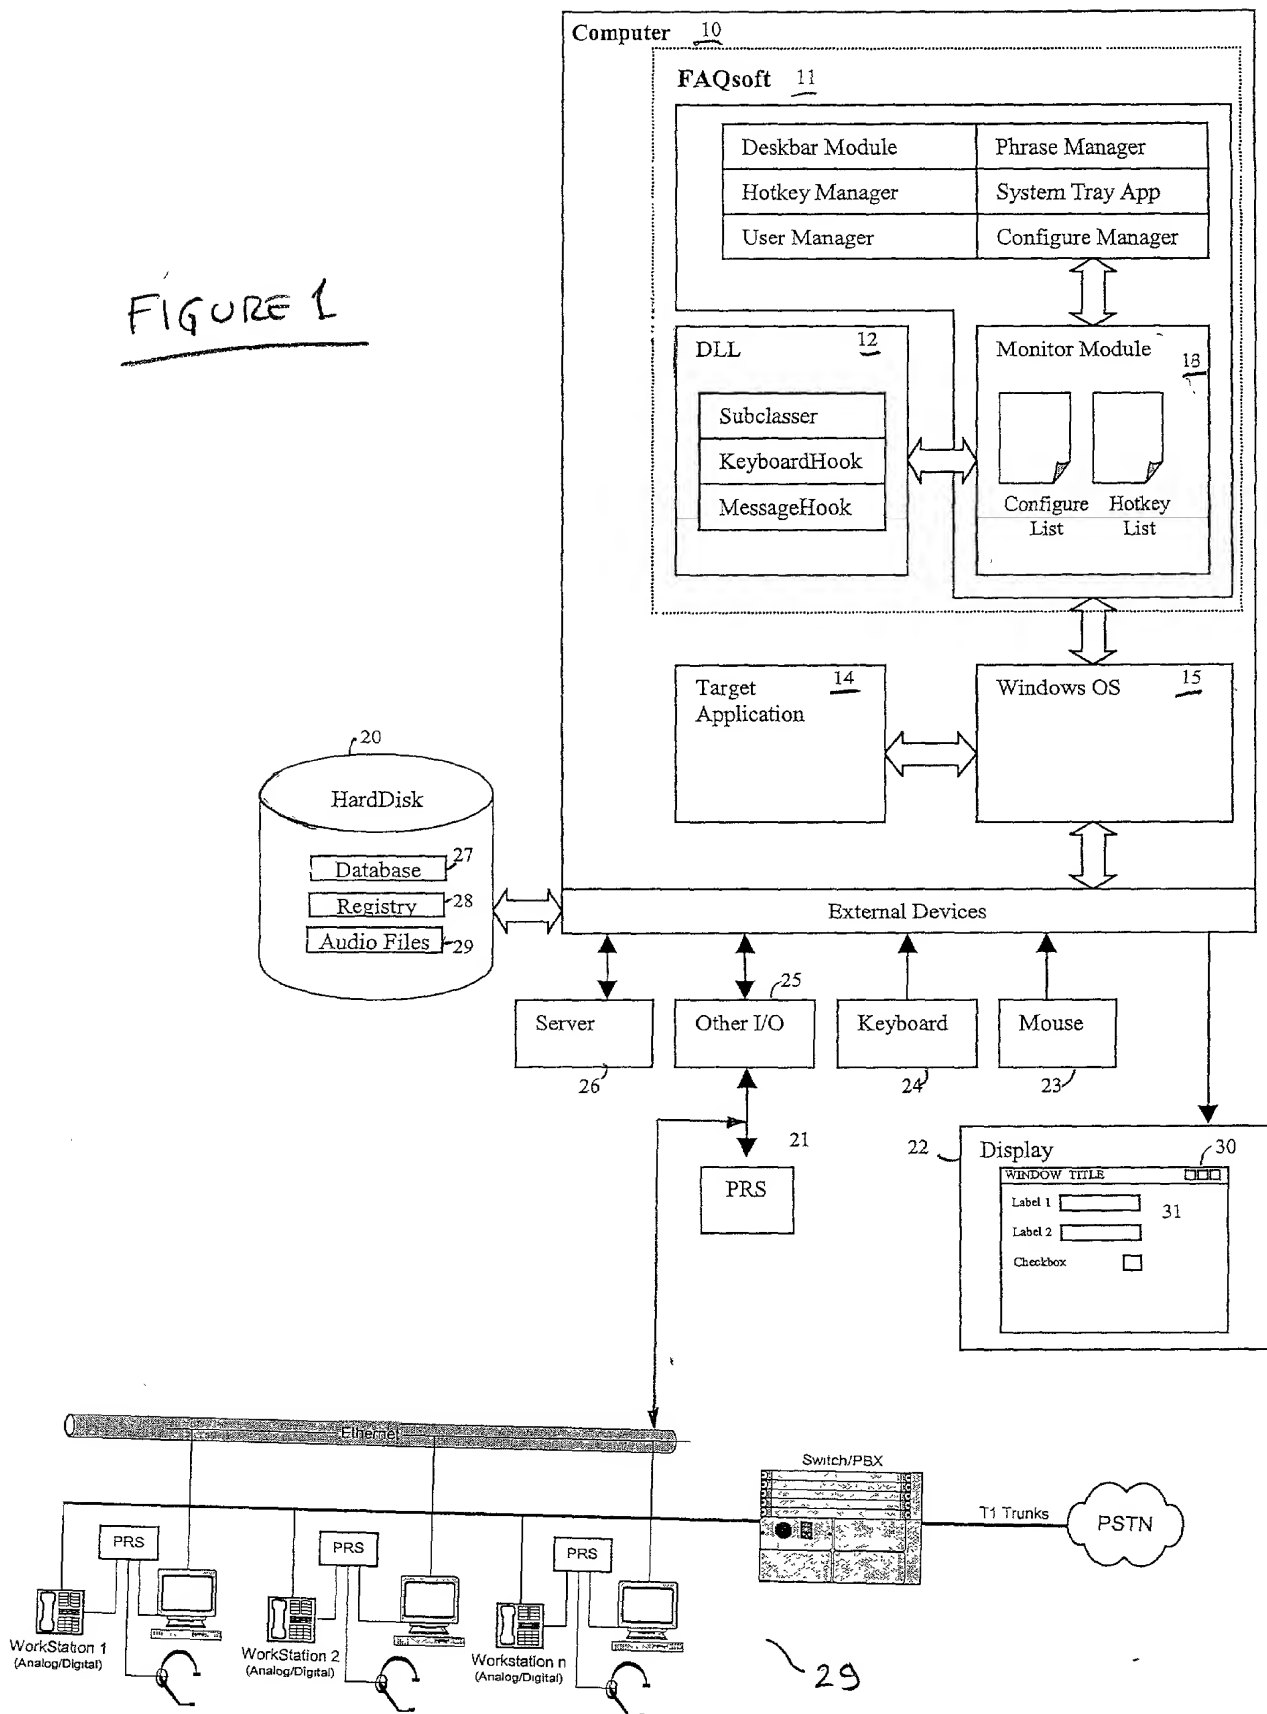 Computer 10
FAQsoft 11
Deskbar Module Phrase Manager
Hotkey Manager System Tray App
User Manager Configure Manager
FIGURE 1
DLL 12
Monitor Module 13
Subclasser
KeyboardHook
MessageHook
Configure List
Hotkey List
Target Application 14
Windows OS 15
20
HardDisk
Database 27
Registry 28
Audio Files 29
External Devices
Server 26
Other I/O 25
Keyboard 24
Mouse 23
21
PRS
22
Display 30
WINDOW TITLE
Label 1 31
Label 2
Checkbox
Ethernet
Switch/PBX
T1 Trunks
PSTN
PRS
PRS
PRS
WorkStation 1
(Analog/Digital)
WorkStation 2
(Analog/Digital)
Workstation n
(Analog/Digital)
29